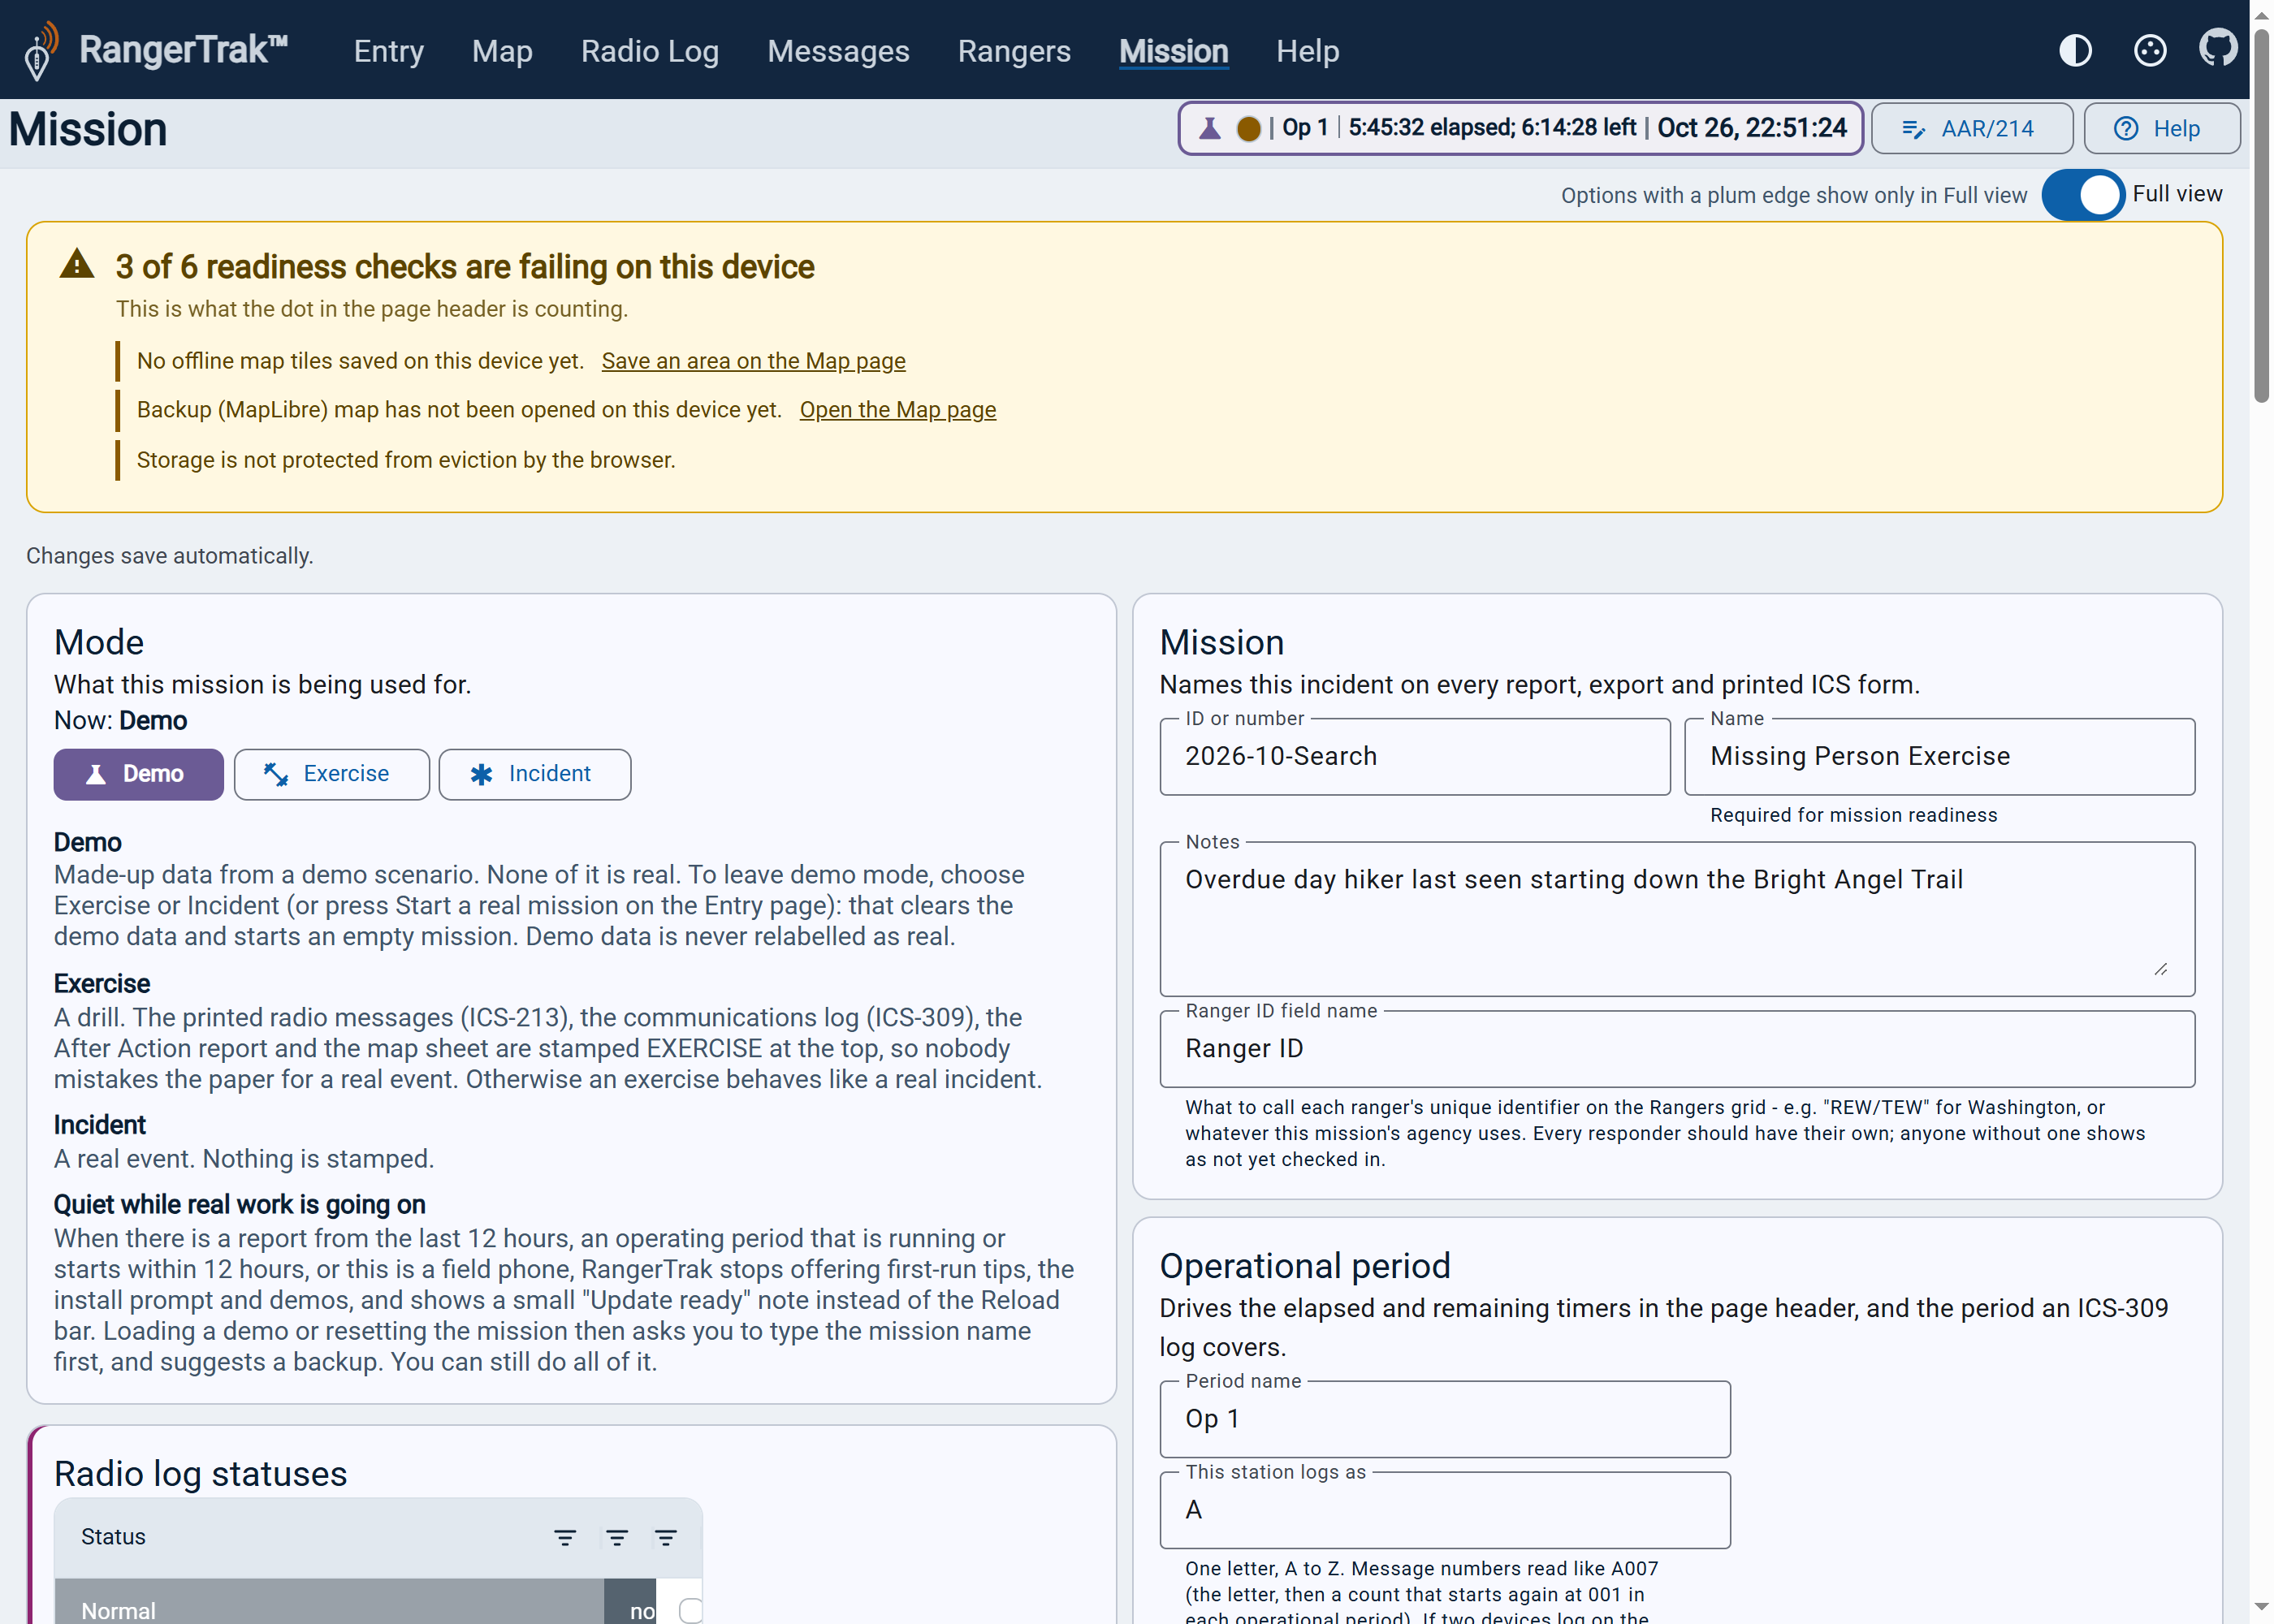 RangerTrak™ Entry Map Radio Log Messages Rangers Mission Help
Mission
Op 1 | 5:45:32 elapsed; 6:14:28 left | Oct 26, 22:51:24
AAR/214
Help
Options with a plum edge show only in Full view
Full view
3 of 6 readiness checks are failing on this device
This is what the dot in the page header is counting.
No offline map tiles saved on this device yet. Save an area on the Map page
Backup (MapLibre) map has not been opened on this device yet. Open the Map page
Storage is not protected from eviction by the browser.
Changes save automatically.
Mode
What this mission is being used for.
Now: Demo
Demo
Exercise
Incident
Demo
Made-up data from a demo scenario. None of it is real. To leave demo mode, choose
Exercise or Incident (or press Start a real mission on the Entry page): that clears the
demo data and starts an empty mission. Demo data is never relabelled as real.
Exercise
A drill. The printed radio messages (ICS-213), the communications log (ICS-309), the
After Action report and the map sheet are stamped EXERCISE at the top, so nobody
mistakes the paper for a real event. Otherwise an exercise behaves like a real incident.
Incident
A real event. Nothing is stamped.
Quiet while real work is going on
When there is a report from the last 12 hours, an operating period that is running or
starts within 12 hours, or this is a field phone, RangerTrak stops offering first-run tips, the
install prompt and demos, and shows a small "Update ready" note instead of the Reload
bar. Loading a demo or resetting the mission then asks you to type the mission name
first, and suggests a backup. You can still do all of it.
Radio log statuses
Status
Normal
no
Mission
Names this incident on every report, export and printed ICS form.
ID or number
2026-10-Search
Name
Missing Person Exercise
Required for mission readiness
Notes
Overdue day hiker last seen starting down the Bright Angel Trail
Ranger ID field name
Ranger ID
What to call each ranger's unique identifier on the Rangers grid - e.g. "REW/TEW" for Washington, or
whatever this mission's agency uses. Every responder should have their own; anyone without one shows
as not yet checked in.
Operational period
Drives the elapsed and remaining timers in the page header, and the period an ICS-309
log covers.
Period name
Op 1
This station logs as
A
One letter, A to Z. Message numbers read like A007
(the letter, then a count that starts again at 001 in
each operational period). If two devices log on the